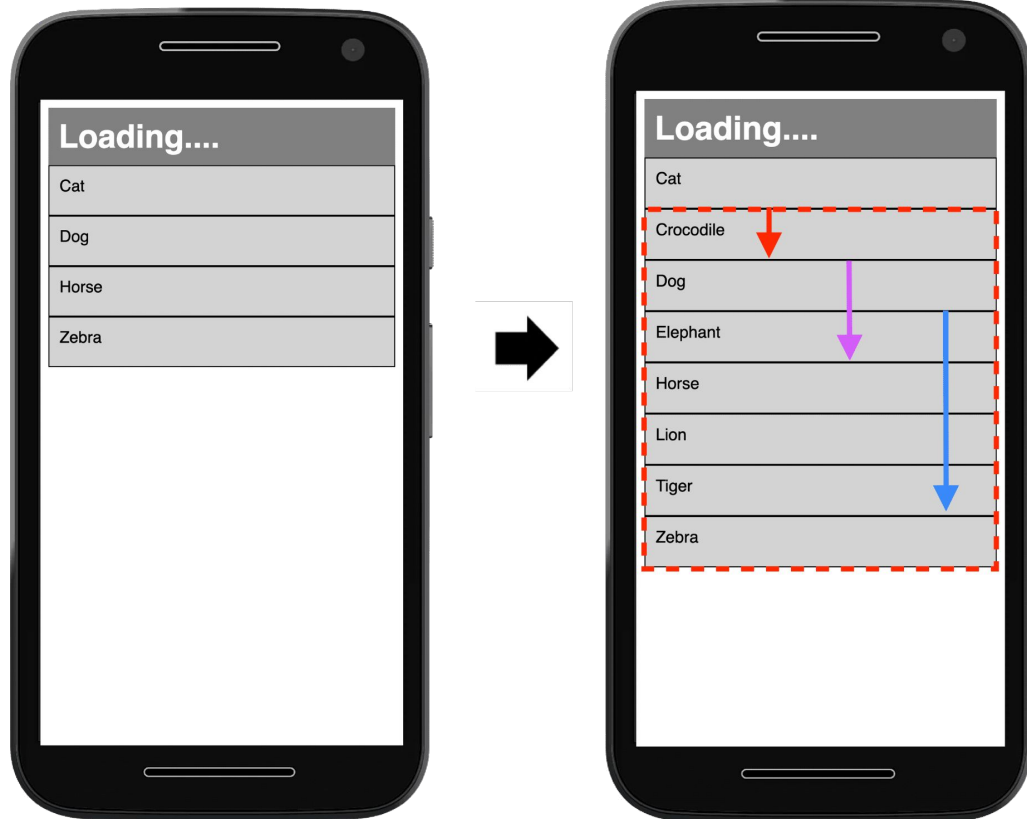 Loading....
Cat
Dog
Horse
Zebra
Loading....
Cat
Crocodile
Dog
Elephant
Horse
Lion
Tiger
Zebra